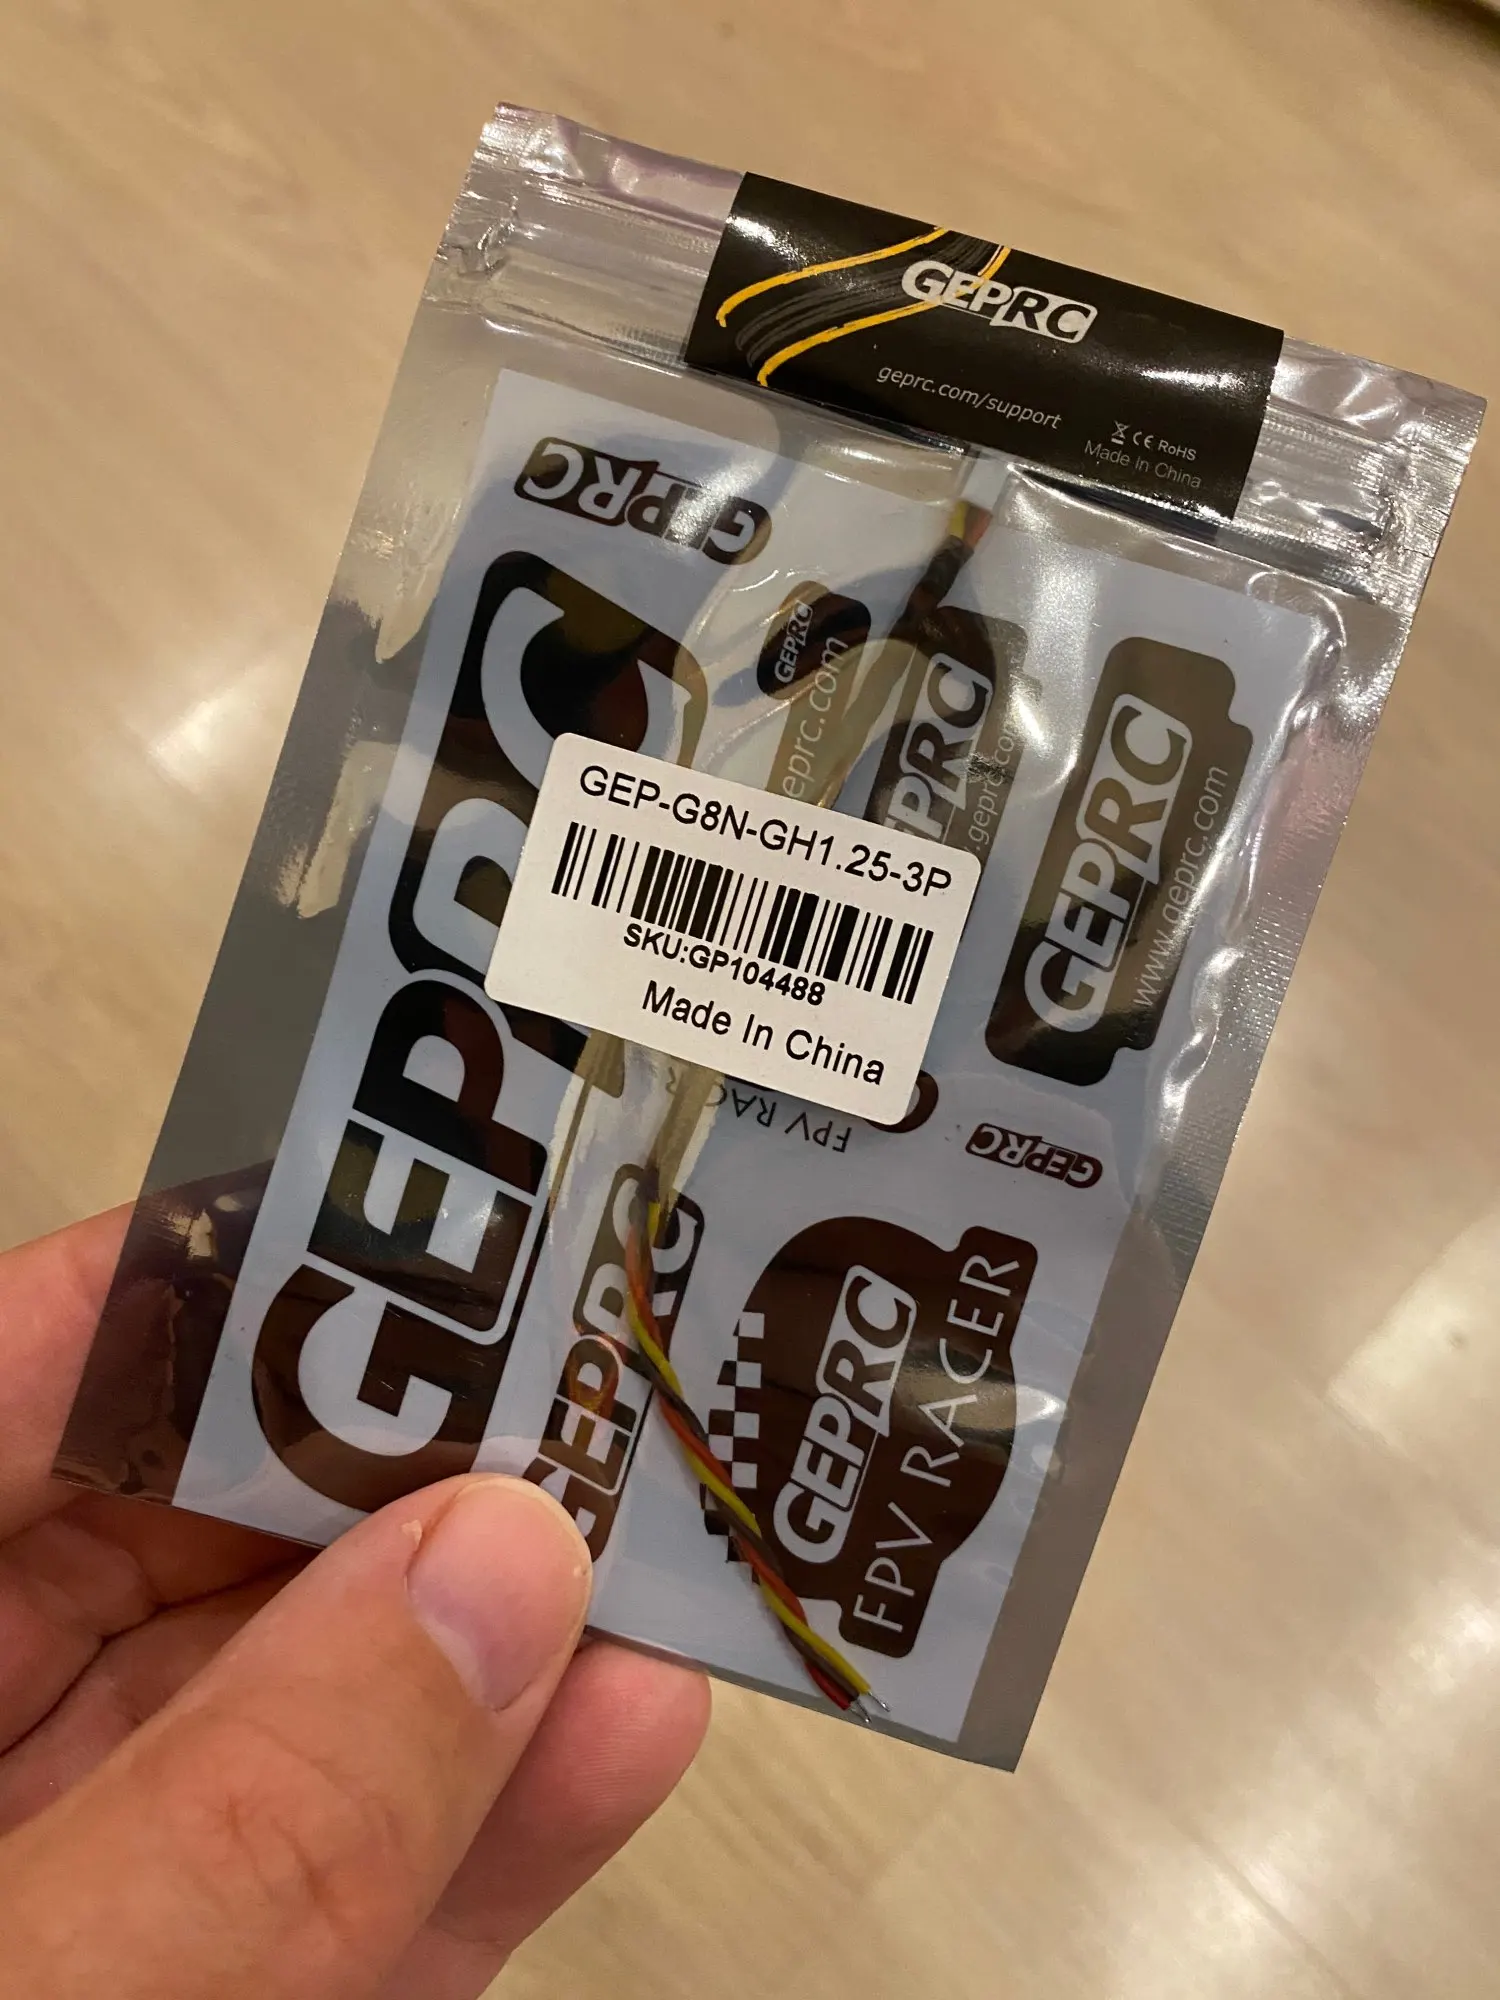 GEPRC
geprc.com/support
CE RoHS
Made In China
GEPRC
GEPRC
GEPRC
geprc.com
GEPRC
www.geprc.com
GEPRC
www.geprc.com
GEP-G8N-GH1.25-3P
SKU:GP104488
Made In China
FPV RACER
GEPRC
GEPRC
GEPRC
FPV RACER